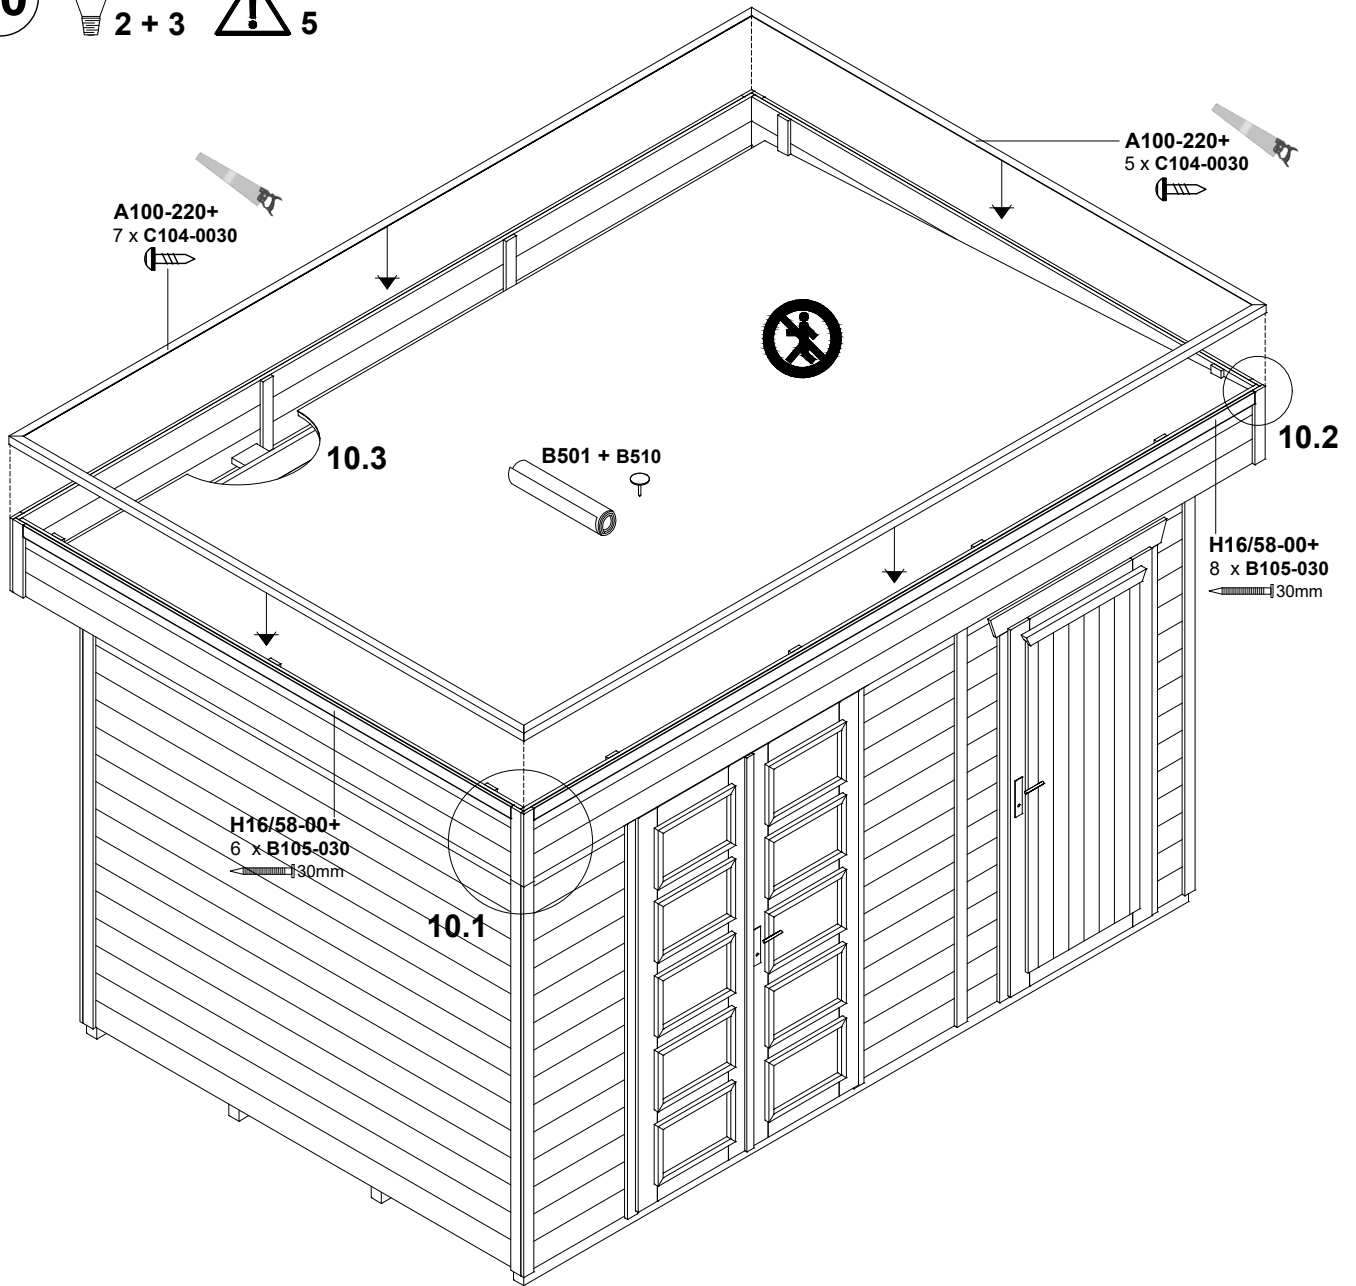 0
2 + 3
5
A100-220+
5 x C104-0030
A100-220+
7 x C104-0030
10.3
10.2
B501 + B510
H16/58-00+
8 x B105-030
30mm
H16/58-00+
6 x B105-030
30mm
10.1